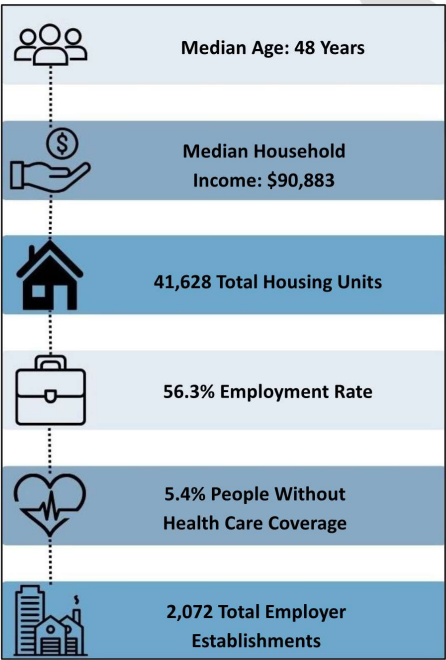 Median Age: 48 Years
$
Median Household
Income: $90,883
41,628 Total Housing Units
56.3% Employment Rate
5.4% People Without
Health Care Coverage
2,072 Total Employer
Establishments